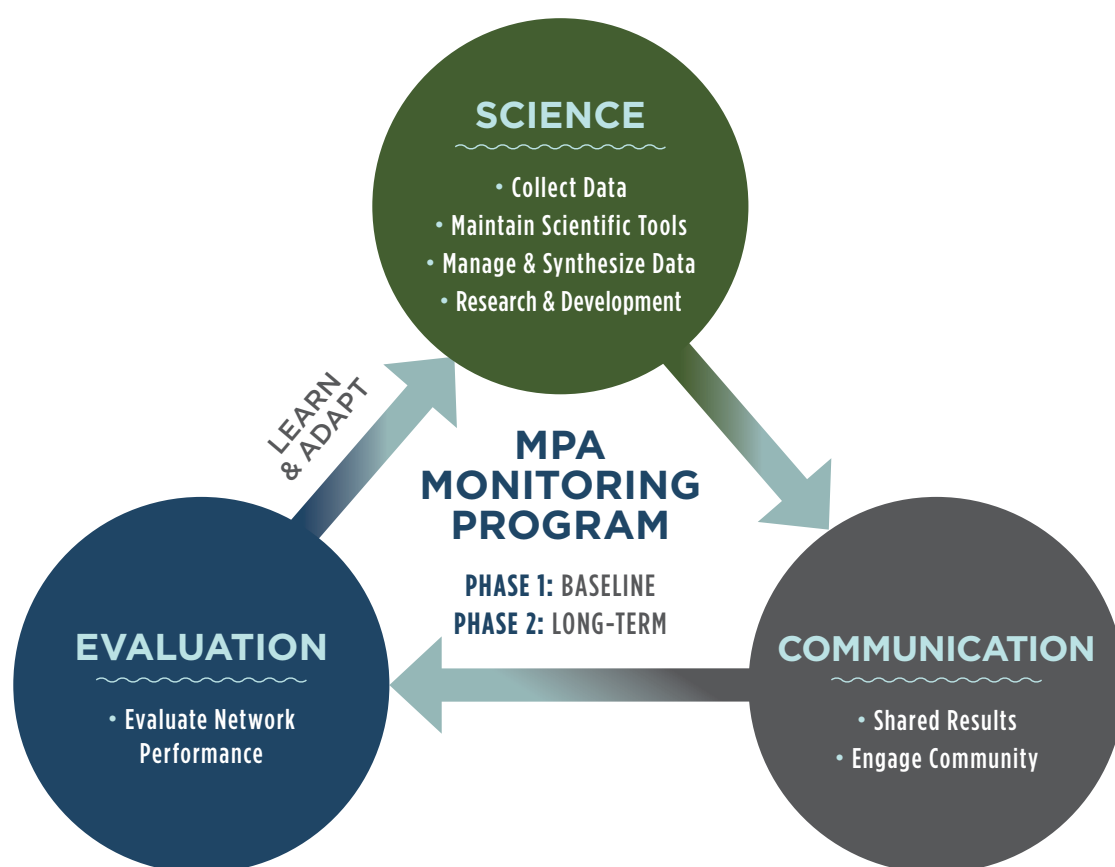 SCIENCE
• Collect Data
• Maintain Scientific Tools
• Manage & Synthesize Data
• Research & Development
LEARN
& ADAPT
MPA
MONITORING
PROGRAM
PHASE 1: BASELINE
PHASE 2: LONG-TERM
EVALUATION
• Evaluate Network
Performance
COMMUNICATION
• Shared Results
• Engage Community